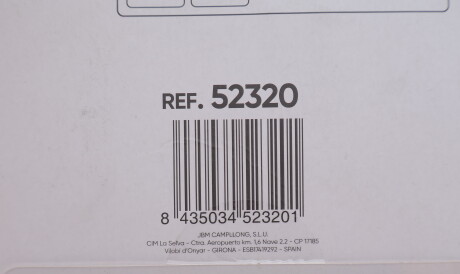 REF. 52320
8 435034 523201
JBM CAMPLLONG, S.L.U.
CIM La Selva - Ctra. Aeropuerto km. 1,6 Nave 2.2 - CP 17185
Vilobí d'Onyar - GIRONA - ESB17419292 - SPAIN